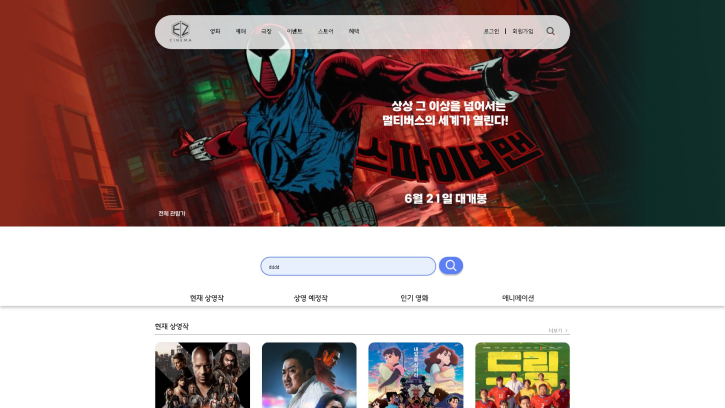 EZ
CINEMA
영화
예매
극장
이벤트
스토어
혜택
로그인
회원가입
상상 그 이상을 넘어서는
멀티버스의 세계가 열린다!
스파이더맨
6월 21일 대개봉
전체 관람가
dddd
현재 상영작
상영 예정작
인기 영화
애니메이션
현재 상영작
더보기 >
드림